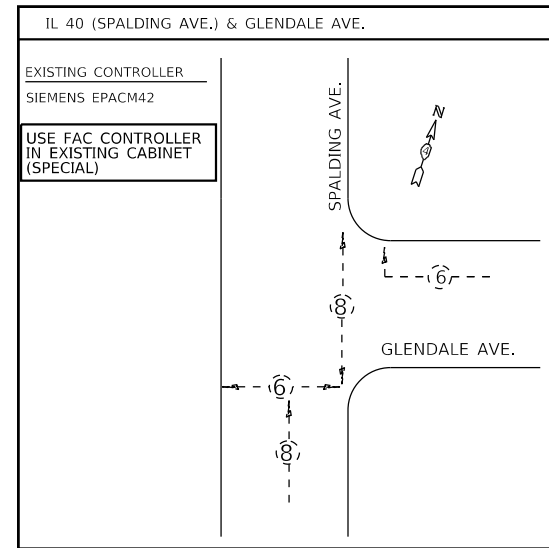 IL 40 (SPALDING AVE.) & GLENDALE AVE.
EXISTING CONTROLLER
SIEMENS EPACM42
USE FAC CONTROLLER
IN EXISTING CABINET
(SPECIAL)
SPALDING AVE.
N
4
6
8
GLENDALE AVE.
6
8